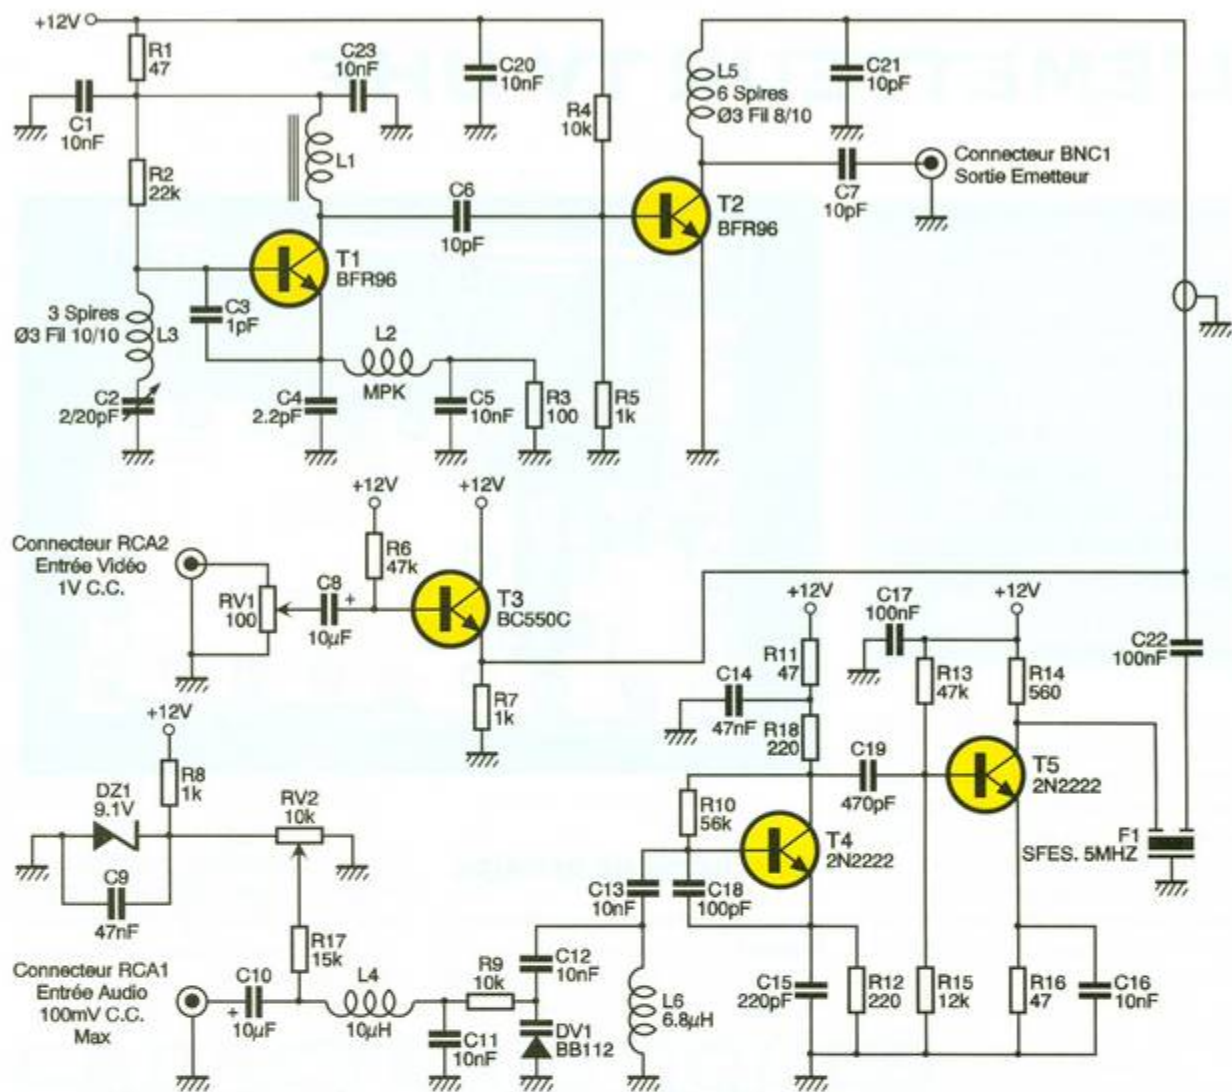 +12V
R1
47
C23
10nF
C20
10nF
R4
10k
L5
6 Spires
Ø3 Fil 8/10
C21
10pF
C1
10nF
R2
22k
L1
C6
10pF
T2
BFR96
C7
10pF
Connecteur BNC1
Sortie Emetteur
T1
BFR96
3 Spires
Ø3 Fil 10/10
L3
C3
1pF
L2
MPK
C2
2/20pF
C4
2.2pF
C5
10nF
R3
100
R5
1k
+12V
+12V
Connecteur RCA2
Entrée Vidéo
1V C.C.
RV1
100
C8
+
10µF
R6
47k
T3
BC550C
R7
1k
+12V
C17
100nF
+12V
C22
100nF
R11
47
C14
47nF
R18
220
R13
47k
R14
560
+12V
R8
1k
DZ1
9.1V
RV2
10k
C9
47nF
C19
470pF
T5
2N2222
R10
56k
T4
2N2222
F1
SFES. 5MHZ
C13
10nF
C18
100pF
Connecteur RCA1
Entrée Audio
100mV C.C.
Max
C10
+
10µF
R17
15k
L4
10µH
R9
10k
C12
10nF
C11
10nF
DV1
BB112
L6
6.8µH
C15
220pF
R12
220
R15
12k
R16
47
C16
10nF